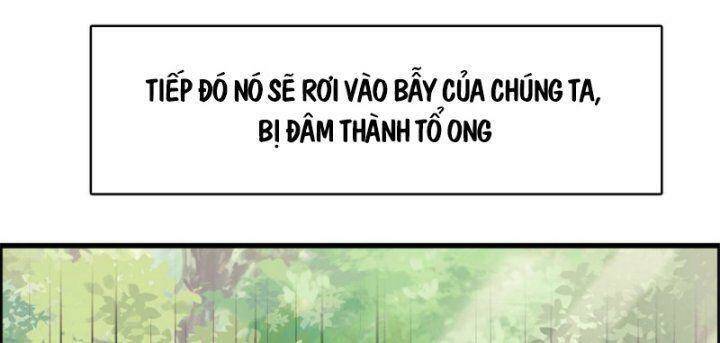 TIẾP ĐÓ NÓ SẼ RƠI VÀO BẪY CỦA CHÚNG TA,
BỊ ĐÂM THÀNH TỔ ONG